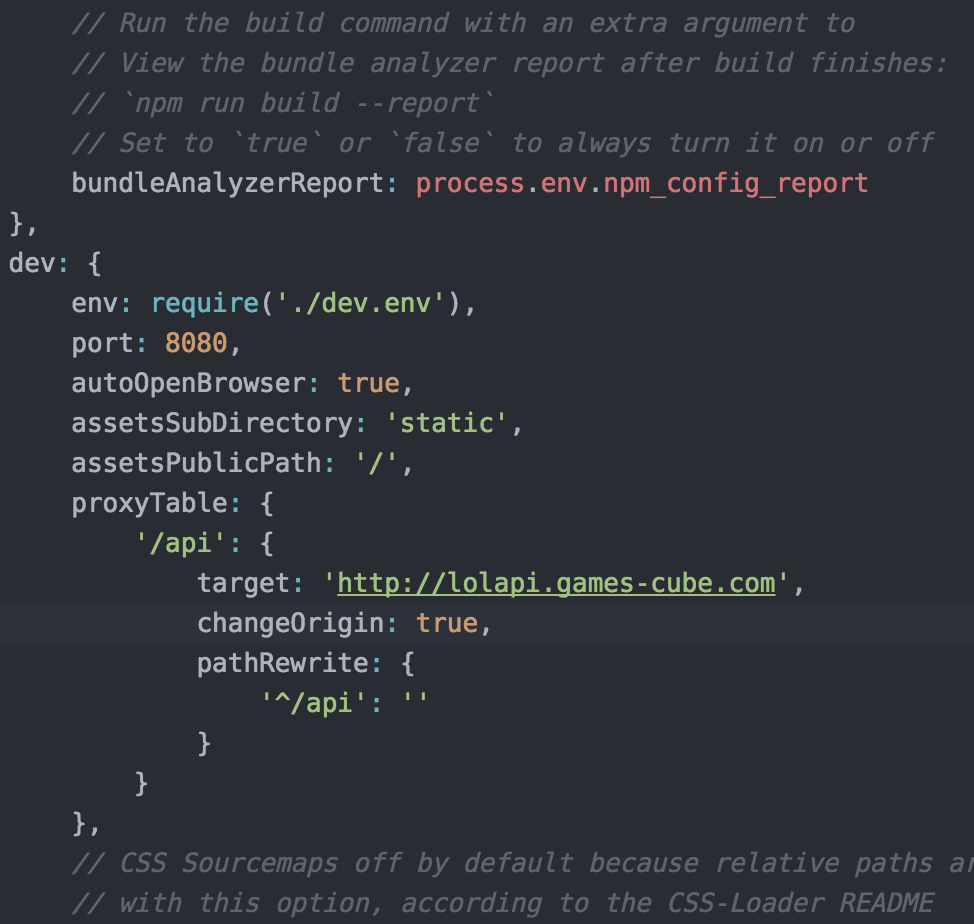 // Run the build command with an extra argument to
// View the bundle analyzer report after build finishes:
// `npm run build --report`
// Set to `true` or `false` to always turn it on or off
bundleAnalyzerReport: process.env.npm_config_report
},
dev: {
env: require('./dev.env'),
port: 8080,
autoOpenBrowser: true,
assetsSubDirectory: 'static',
assetsPublicPath: '/',
proxyTable: {
'/api': {
target: 'http://lolapi.games-cube.com',
changeOrigin: true,
pathRewrite: {
'^/api': ''
}
}
},
// CSS Sourcemaps off by default because relative paths
// with this option, according to the CSS-Loader README